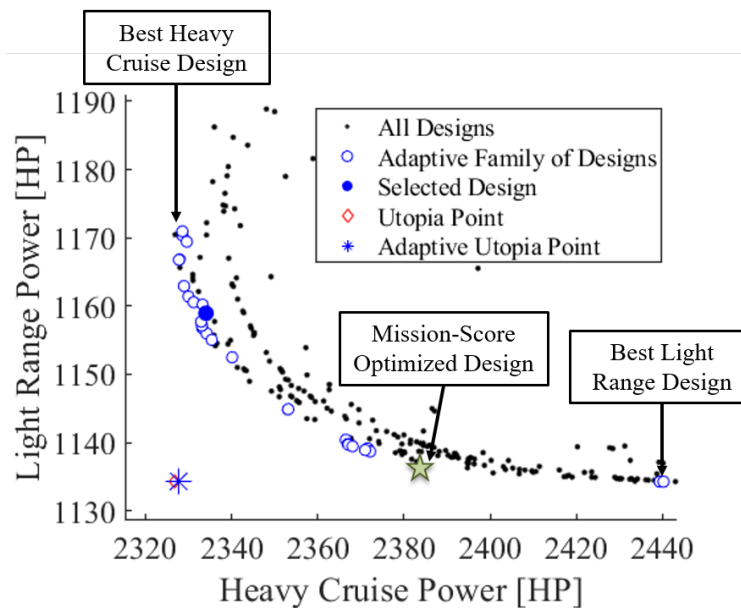 Best Heavy
Cruise Design
1190
1180
1170
1160
1150
1140
1130
Light Range Power [HP]
All Designs
Adaptive Family of Designs
Selected Design
Utopia Point
Adaptive Utopia Point
Mission-Score
Optimized Design
Best Light
Range Design
2320 2340 2360 2380 2400 2420 2440
Heavy Cruise Power [HP]